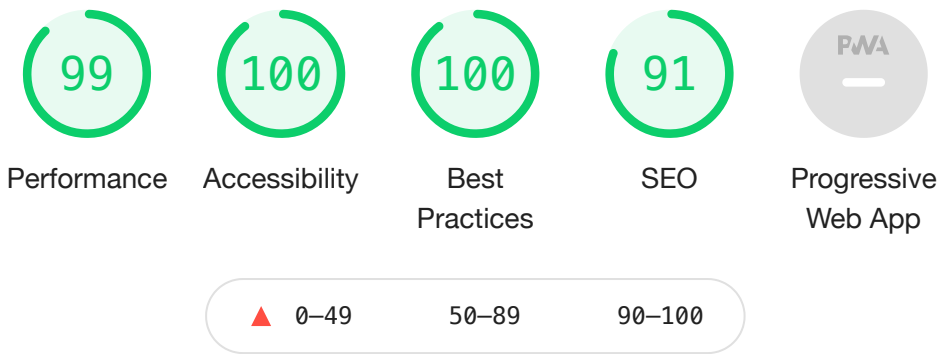 99
100
100
91
PWA
Performance
Accessibility
Best
Practices
SEO
Progressive
Web App
0–49
50–89
90–100